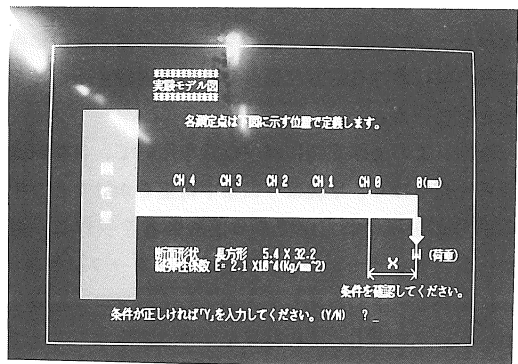 実験モデル図
各測定点は下図に示す位置で定義します。
剛性壁
CH 4 CH 3 CH 2 CH 1 CH 0 0(mm)
断面形状 長方形 5.4 X 32.2
縦弾性係数 E= 2.1 X10^4(Kg/mm^2)
W (荷重)
X
条件を確認してください。
条件が正しければ「Y」を入力してください。(Y/N) ? _